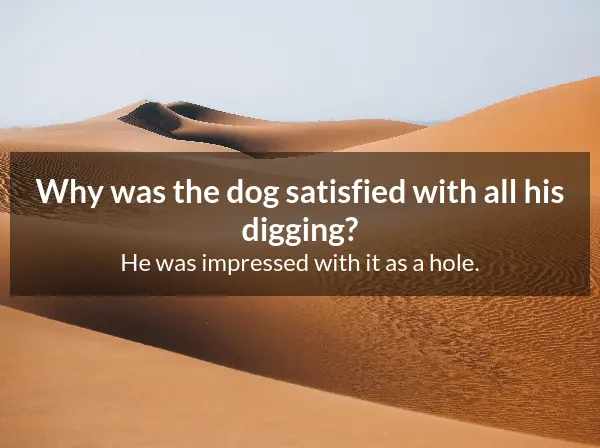 Why was the dog satisfied with all his
digging?
He was impressed with it as a hole.